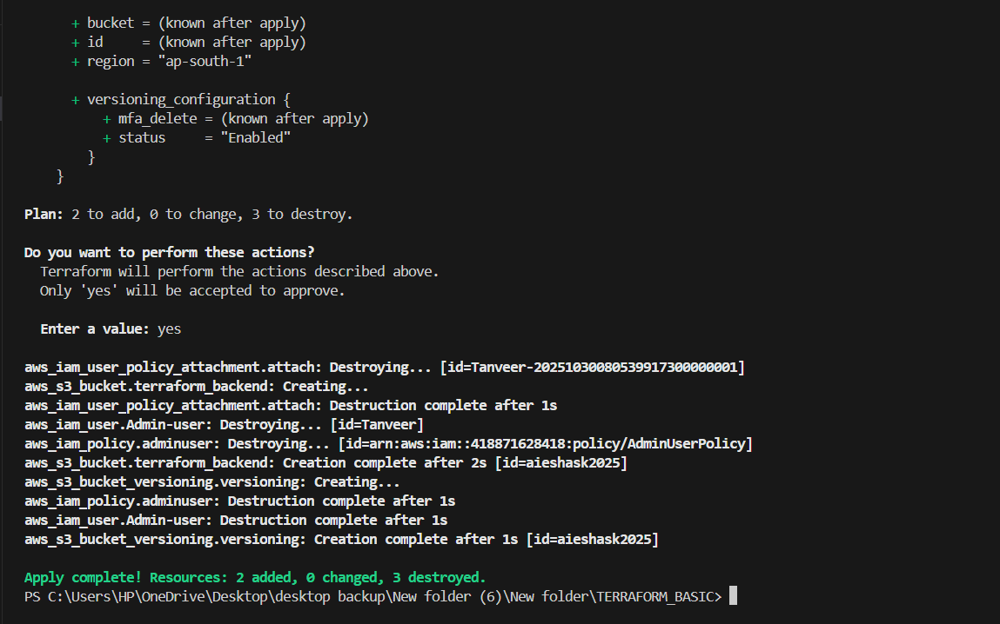 + bucket = (known after apply)
+ id     = (known after apply)
+ region = "ap-south-1"
+ versioning_configuration {
+ mfa_delete = (known after apply)
+ status     = "Enabled"
}
}
Plan: 2 to add, 0 to change, 3 to destroy.
Do you want to perform these actions?
Terraform will perform the actions described above.
Only 'yes' will be accepted to approve.
Enter a value: yes
aws_iam_user_policy_attachment.attach: Destroying... [id=Tanveer-20251030080539917300000001]
aws_s3_bucket.terraform_backend: Creating...
aws_iam_user_policy_attachment.attach: Destruction complete after 1s
aws_iam_user.Admin-user: Destroying... [id=Tanveer]
aws_iam_policy.adminuser: Destroying... [id=arn:aws:iam::418871628418:policy/AdminUserPolicy]
aws_s3_bucket.terraform_backend: Creation complete after 2s [id=aieshask2025]
aws_s3_bucket_versioning.versioning: Creating...
aws_iam_policy.adminuser: Destruction complete after 1s
aws_iam_user.Admin-user: Destruction complete after 1s
aws_s3_bucket_versioning.versioning: Creation complete after 1s [id=aieshask2025]
Apply complete! Resources: 2 added, 0 changed, 3 destroyed.
PS C:\Users\HP\OneDrive\Desktop\desktop backup\New folder (6)\New folder\TERRAFORM_BASIC>